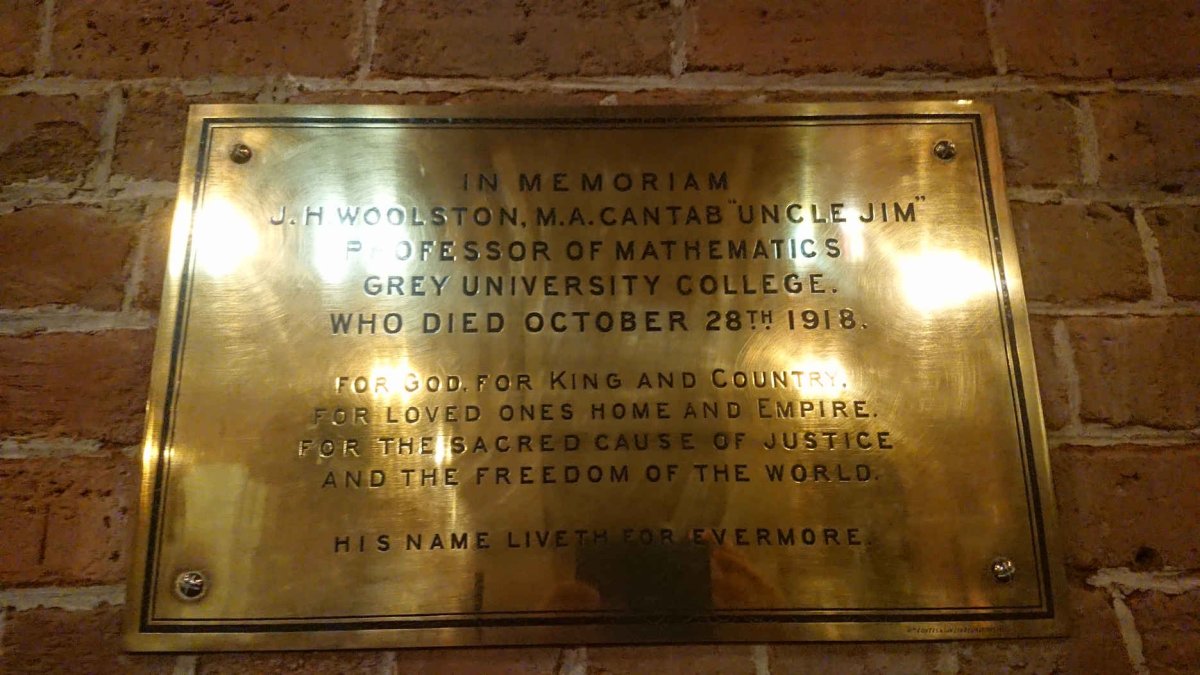 IN MEMORIAM
J.H. WOOLSTON, M.A. CANTAB "UNCLE JIM"
PROFESSOR OF MATHEMATICS
GREY UNIVERSITY COLLEGE.
WHO DIED OCTOBER 28TH. 1918.
FOR GOD, FOR KING AND COUNTRY,
FOR LOVED ONES HOME AND EMPIRE.
FOR THE SACRED CAUSE OF JUSTICE
AND THE FREEDOM OF THE WORLD.
HIS NAME LIVETH FOR EVERMORE.